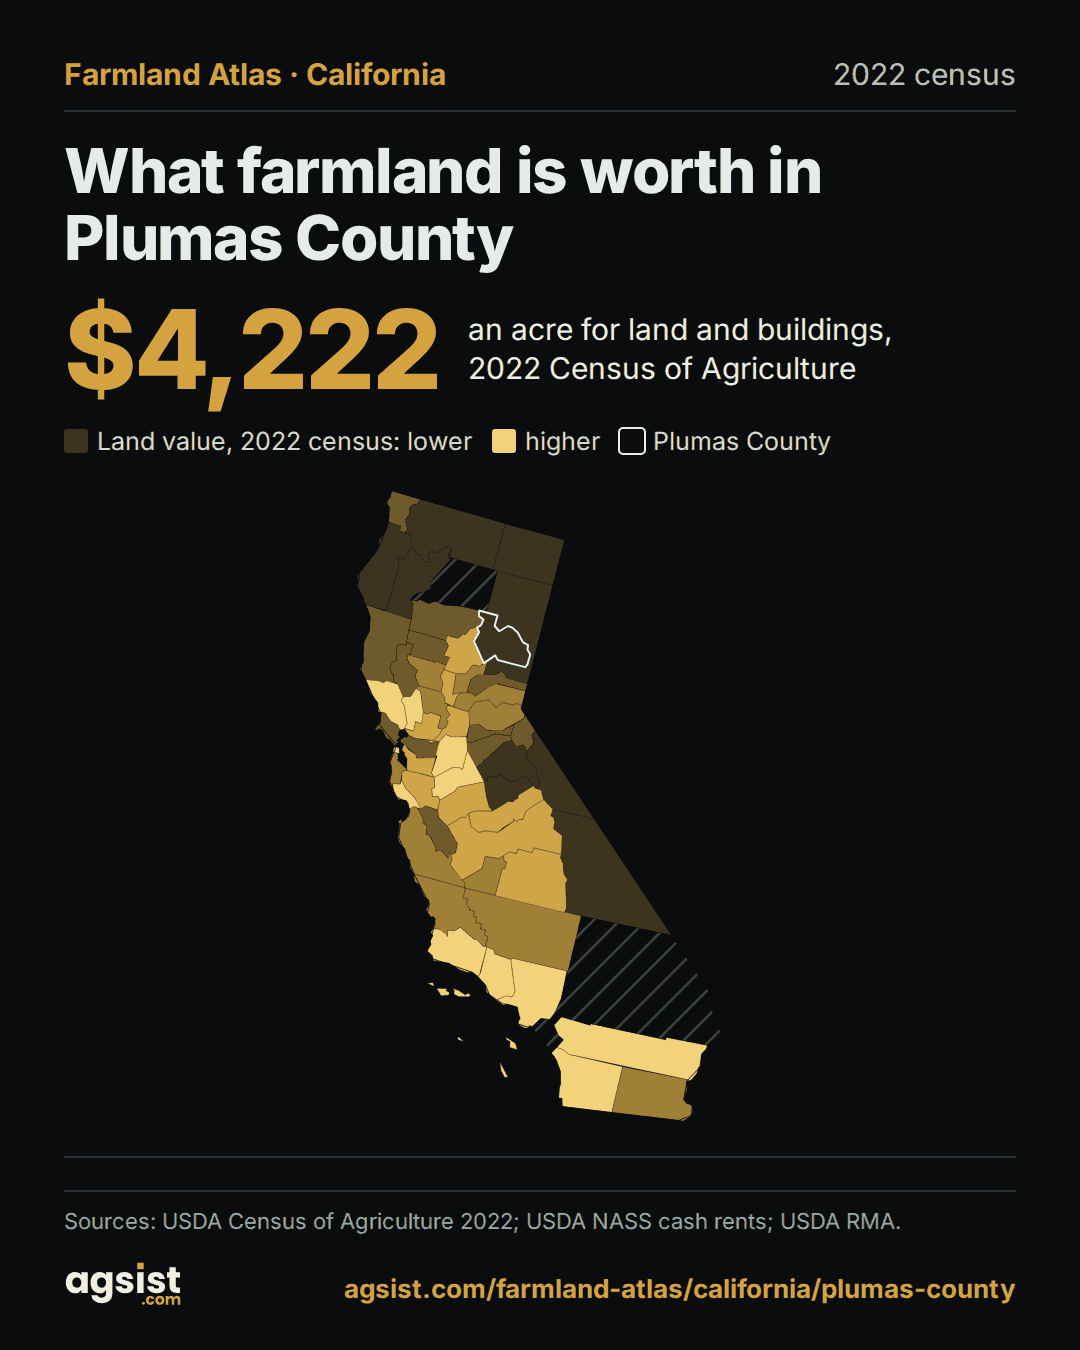 Farmland Atlas · California
2022 census
What farmland is worth in
Plumas County
$4,222
an acre for land and buildings,
2022 Census of Agriculture
Land value, 2022 census: lower
higher
Plumas County
Sources: USDA Census of Agriculture 2022; USDA NASS cash rents; USDA RMA.
agsist
.com
agsist.com/farmland-atlas/california/plumas-county